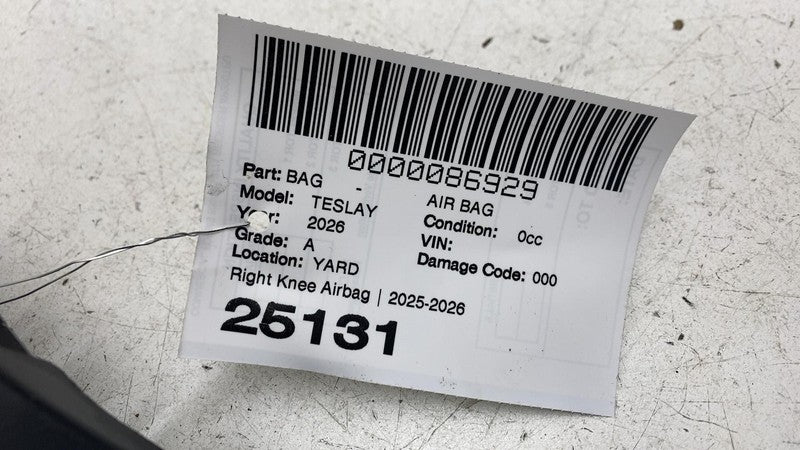 0000086929
Part: BAG - AIR BAG
Model: TESLAY Condition: 0cc
Year: 2026 VIN:
Grade: A Damage Code: 000
Location: YARD
Right Knee Airbag | 2025-2026
25131